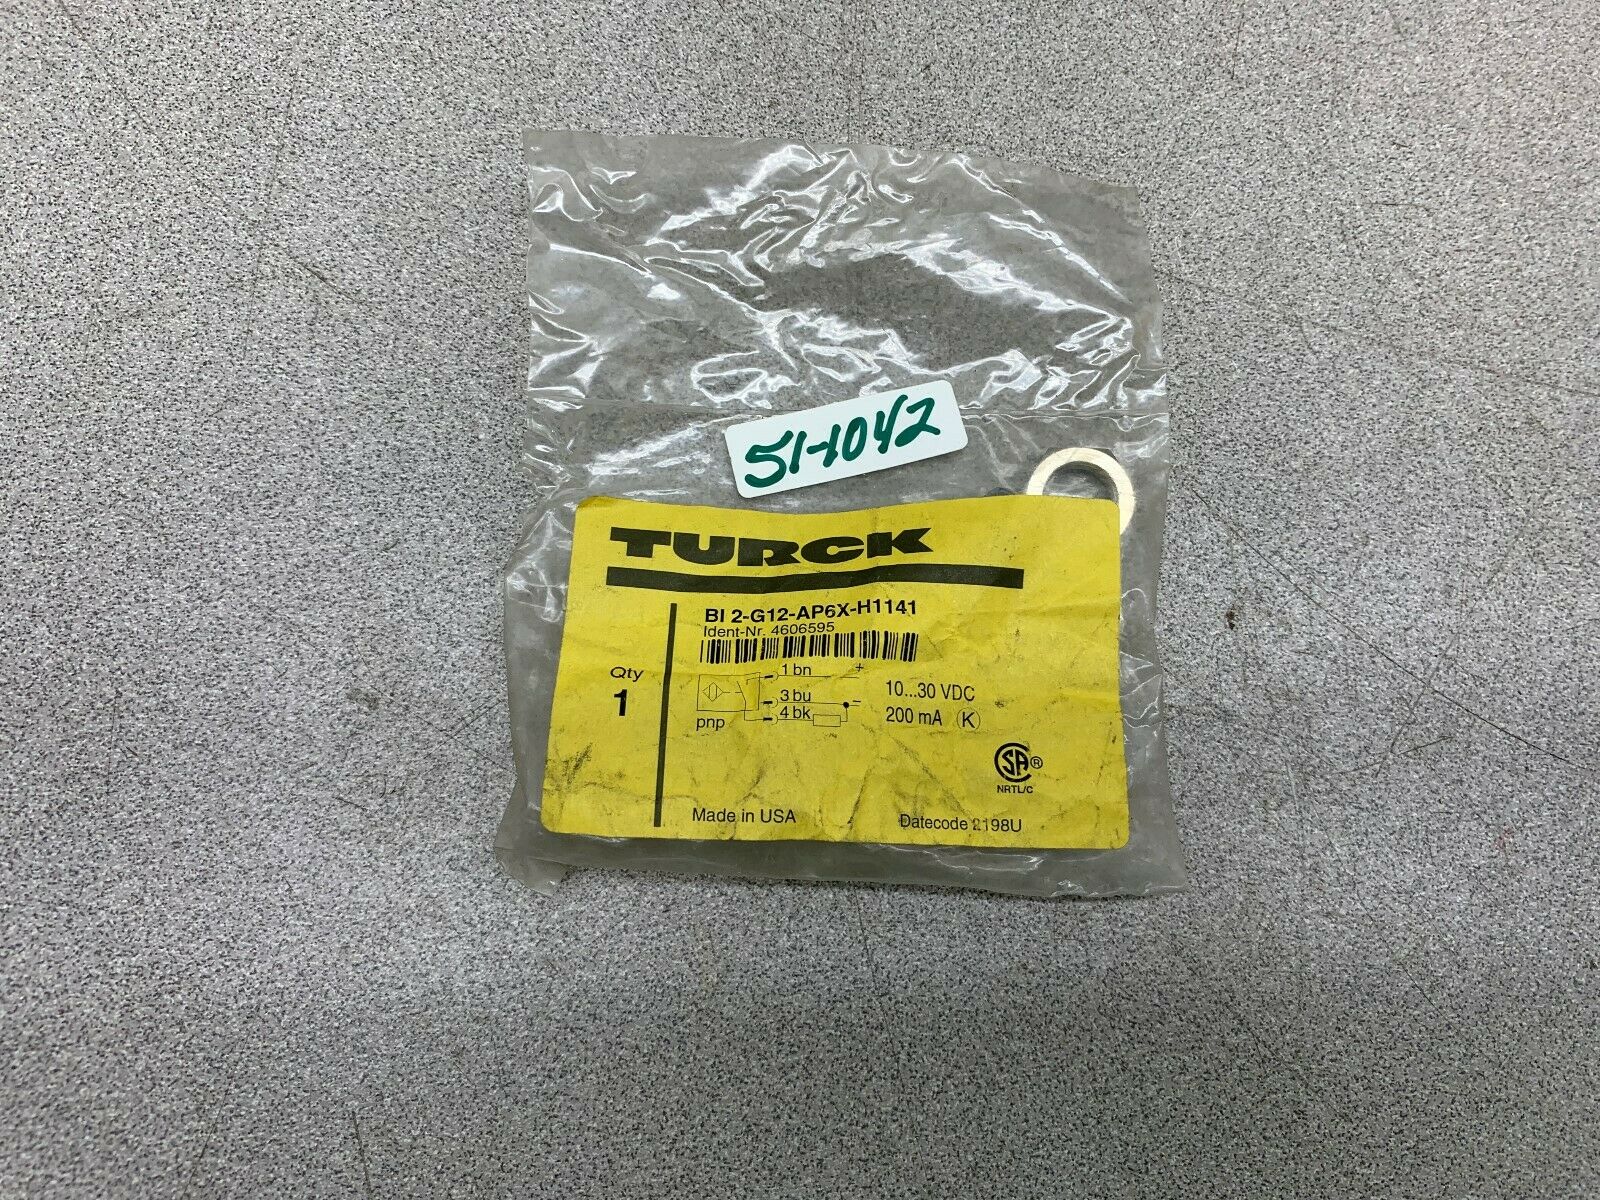 51-1042
TURCK
BI 2-G12-AP6X-H1141
Ident-Nr. 4606595
Qty
1
1 bn +
3 bu −
4 bk
pnp
10...30 VDC
200 mA K
SA ®
NRTL/C
Made in USA
Datecode 2198U